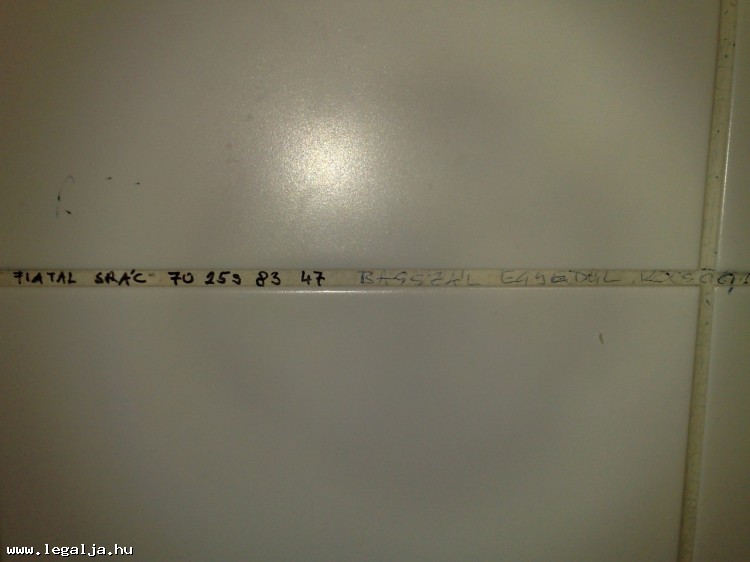 FIATAL SRÁC 70 259 83 47 BASSZÁL EGYEDÜL
www.legalja.hu